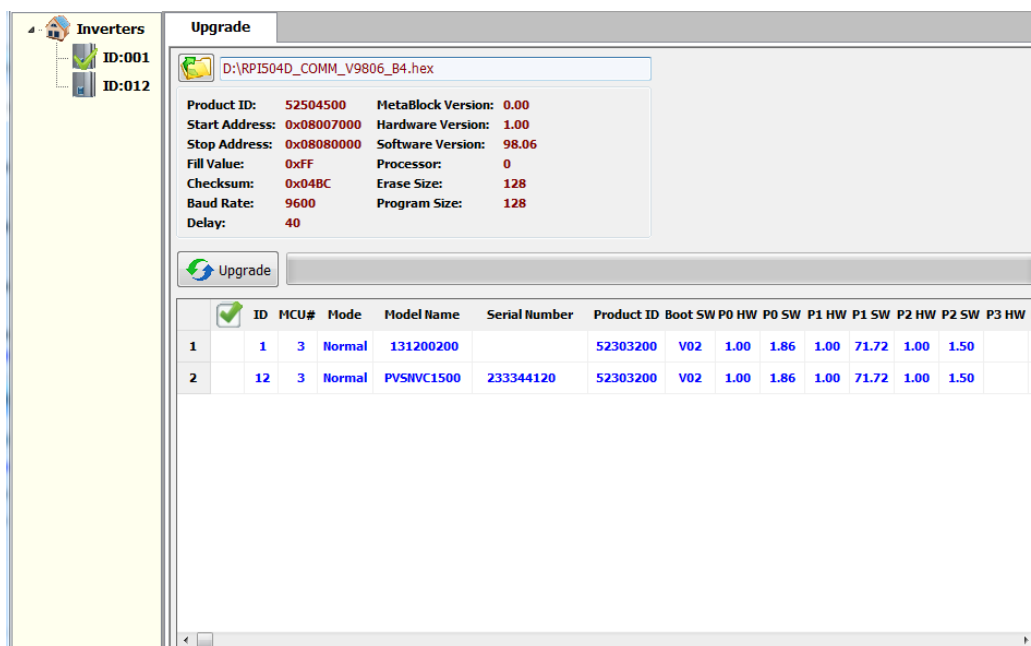 Inverters
ID:001
ID:012
Upgrade
D:\RPI504D_COMM_V9806_B4.hex
Product ID: 52504500 MetaBlock Version: 0.00
Start Address: 0x08007000 Hardware Version: 1.00
Stop Address: 0x08080000 Software Version: 98.06
Fill Value: 0xFF Processor: 0
Checksum: 0x04BC Erase Size: 128
Baud Rate: 9600 Program Size: 128
Delay: 40
Upgrade
ID MCU# Mode Model Name Serial Number Product ID Boot SW P0 HW P0 SW P1 HW P1 SW P2 HW P2 SW P3 HW
1 1 3 Normal 131200200 52303200 V02 1.00 1.86 1.00 71.72 1.00 1.50
2 12 3 Normal PVSNVC1500 233344120 52303200 V02 1.00 1.86 1.00 71.72 1.00 1.50